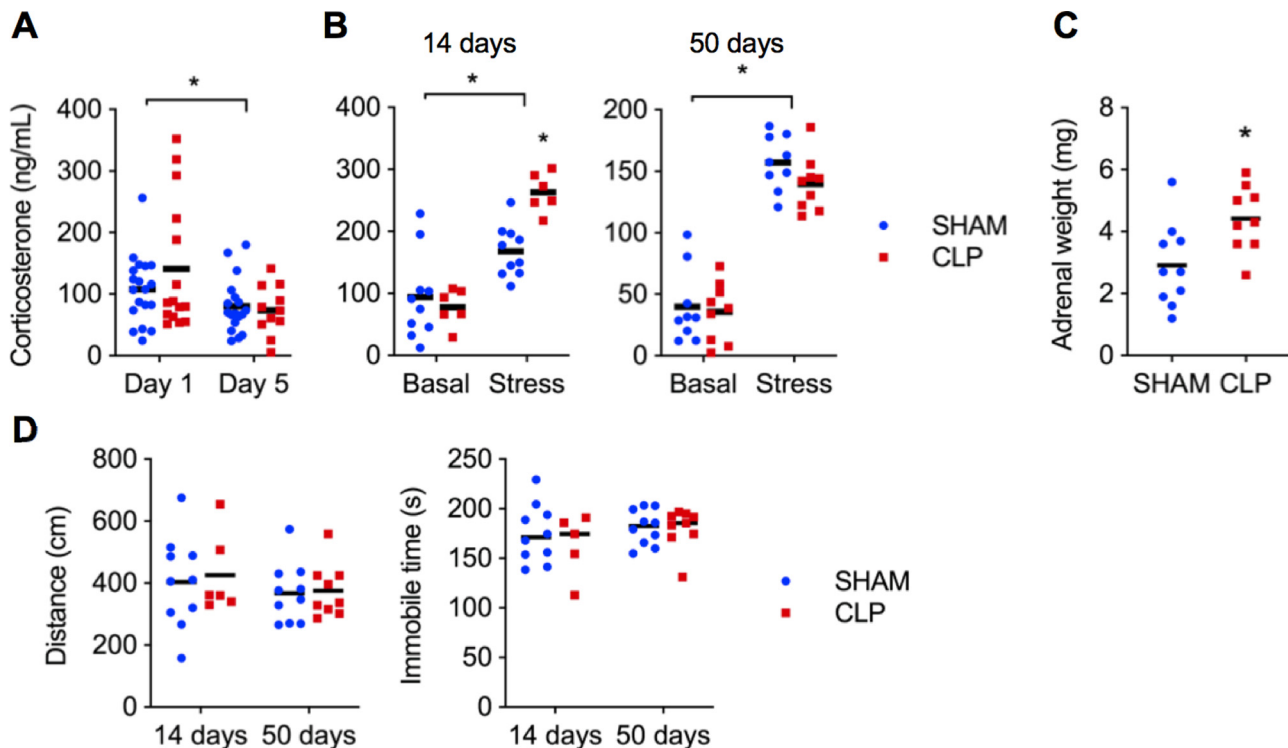 A
B
C
14 days
50 days
*
*
*
*
*
Corticosterone (ng/mL)
400
300
200
100
0
Day 1
Day 5
400
300
200
100
0
Basal
Stress
200
150
100
50
0
Basal
Stress
SHAM
CLP
Adrenal weight (mg)
8
6
4
2
0
SHAM
CLP
D
Distance (cm)
800
600
400
200
0
14 days
50 days
Immobile time (s)
250
200
150
100
50
0
14 days
50 days
SHAM
CLP